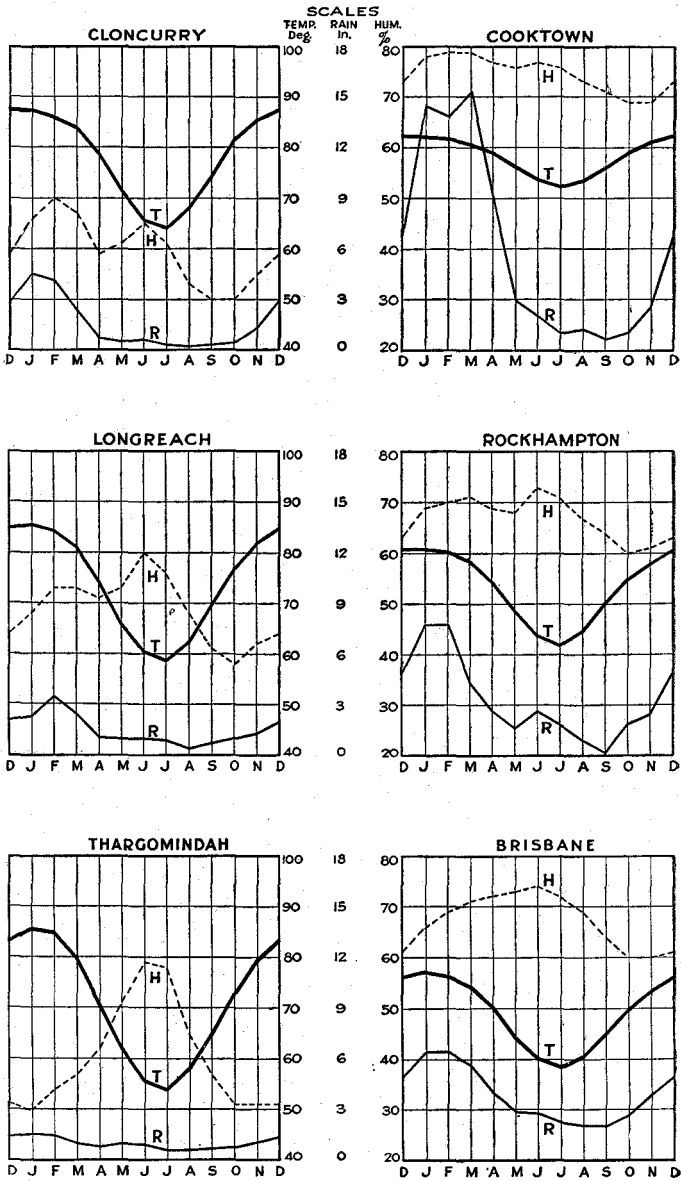 SCALES
TEMP. RAIN HUM.
Deg. In. %
CLONCURRY
COOKTOWN
100 18 80
90 15 70
80 12 60
70 9 50
60 6 40
50 3 30
40 0 20
T
H
R
H
T
R
D J F M A M J J A S O N D
D J F M A M J J A S O N D
LONGREACH
ROCKHAMPTON
100 18 80
90 15 70
80 12 60
70 9 50
60 6 40
50 3 30
40 0 20
H
T
R
H
T
R
D J F M A M J J A S O N D
D J F M A M J J A S O N D
THARGOMINDAH
BRISBANE
100 18 80
90 15 70
80 12 60
70 9 50
60 6 40
50 3 30
40 0 20
H
T
R
H
T
R
D J F M A M J J A S O N D
D J F M A M J J A S O N D